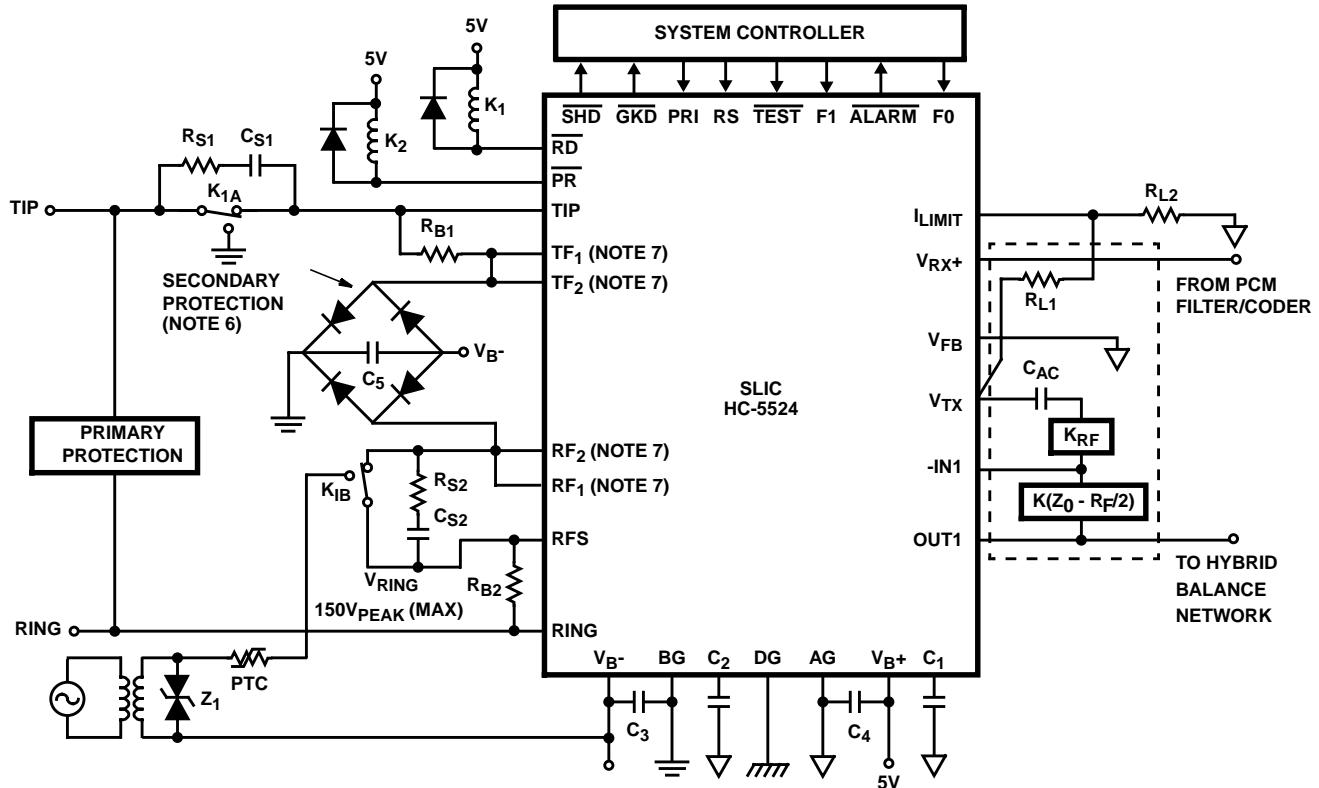 SYSTEM CONTROLLER
5V
5V
K1
K2
SHD GKD PRI RS TEST F1 ALARM F0
RS1 CS1
RD
PR
K1A
TIP
TIP
RB1
TF1 (NOTE 7)
TF2 (NOTE 7)
SECONDARY
PROTECTION
(NOTE 6)
VB-
C5
PRIMARY
PROTECTION
RF2 (NOTE 7)
RF1 (NOTE 7)
KIB
RS2
CS2
RFS
VRING
150VPEAK (MAX)
RB2
RING
RING
PTC
Z1
SLIC
HC-5524
ILIMIT
RL2
VRX+
FROM PCM
FILTER/CODER
RL1
VFB
CAC
VTX
KRF
-IN1
K(Z0 - RF/2)
OUT1
TO HYBRID
BALANCE
NETWORK
VB- BG C2 DG AG VB+ C1
C3
C4
5V